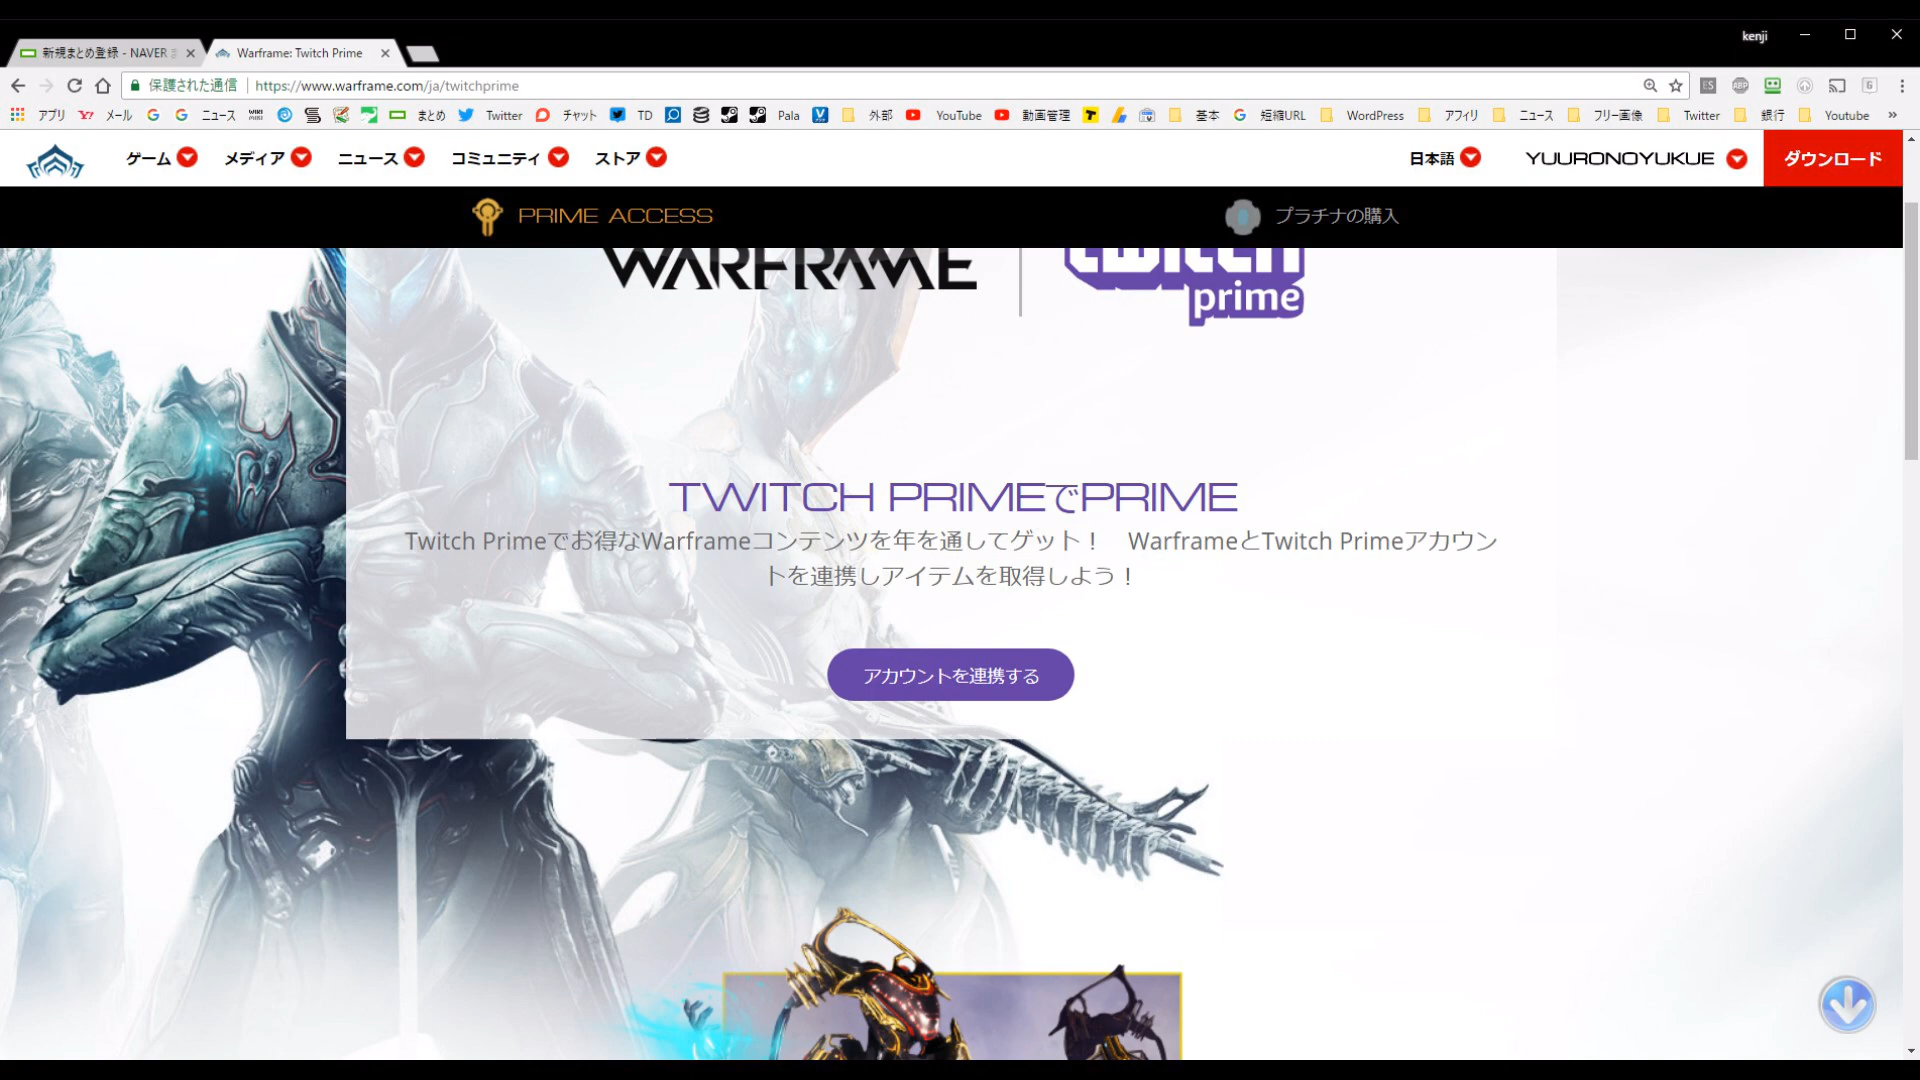 kenji
新規まとめ登録 - NAVER ま
Warframe: Twitch Prime
保護された通信 https://www.warframe.com/ja/twitchprime
アプリ メール ニュース まとめ Twitter チャット TD Pala 外部 YouTube 動画管理 基本 短縮URL WordPress アフィリ ニュース フリー画像 Twitter 銀行 Youtube »
ゲーム メディア ニュース コミュニティ ストア 日本語 YUURONOYUKUE ダウンロード
PRIME ACCESS プラチナの購入
WARFRAME twitch
prime
TWITCH PRIMEでPRIME
Twitch Primeでお得なWarframeコンテンツを年を通してゲット！ WarframeとTwitch Primeアカウン
トを連携しアイテムを取得しよう！
アカウントを連携する